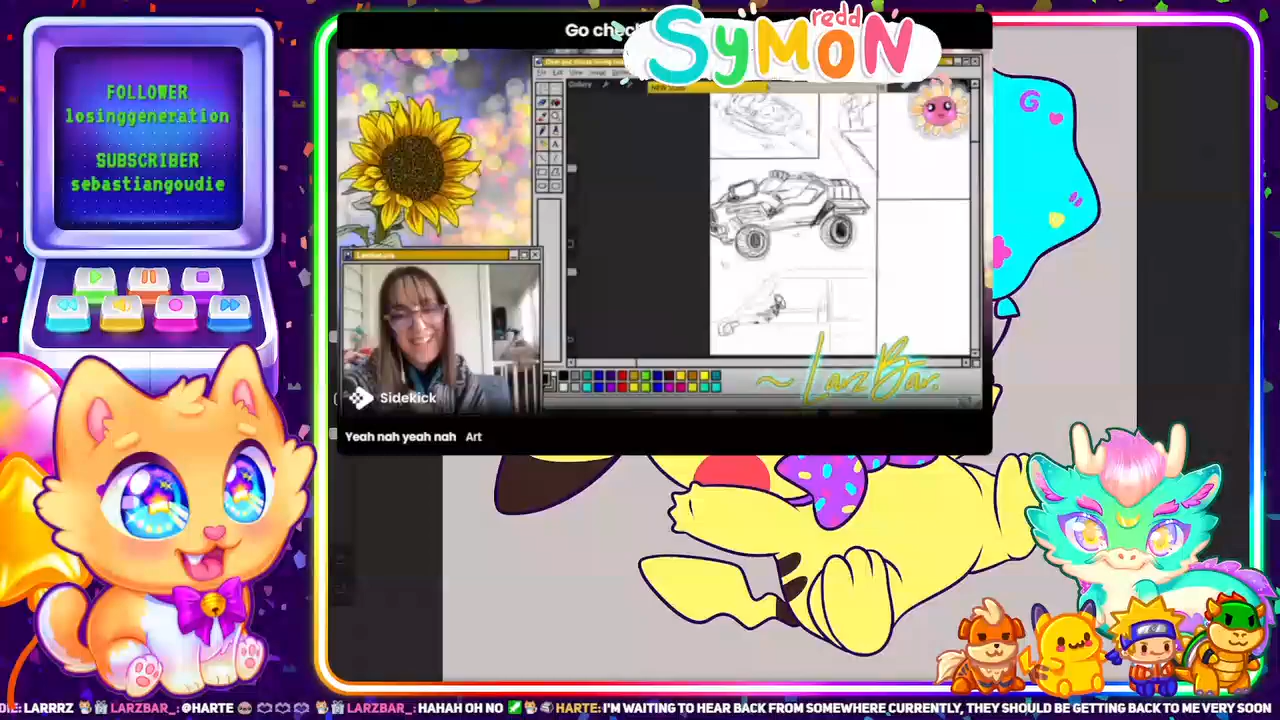 FOLLOWER
losinggeneration
SUBSCRIBER
sebastiangoudie
Go chec
redd
SYMON
Sidekick
~ LarzBar.
Yeah nah yeah nah Art
DIE: LARRRZ LARZBAR_: @HARTE LARZBAR_: HAHAH OH NO HARTE: I'M WAITING TO HEAR BACK FROM SOMEWHERE CURRENTLY, THEY SHOULD BE GETTING BACK TO ME VERY SOON